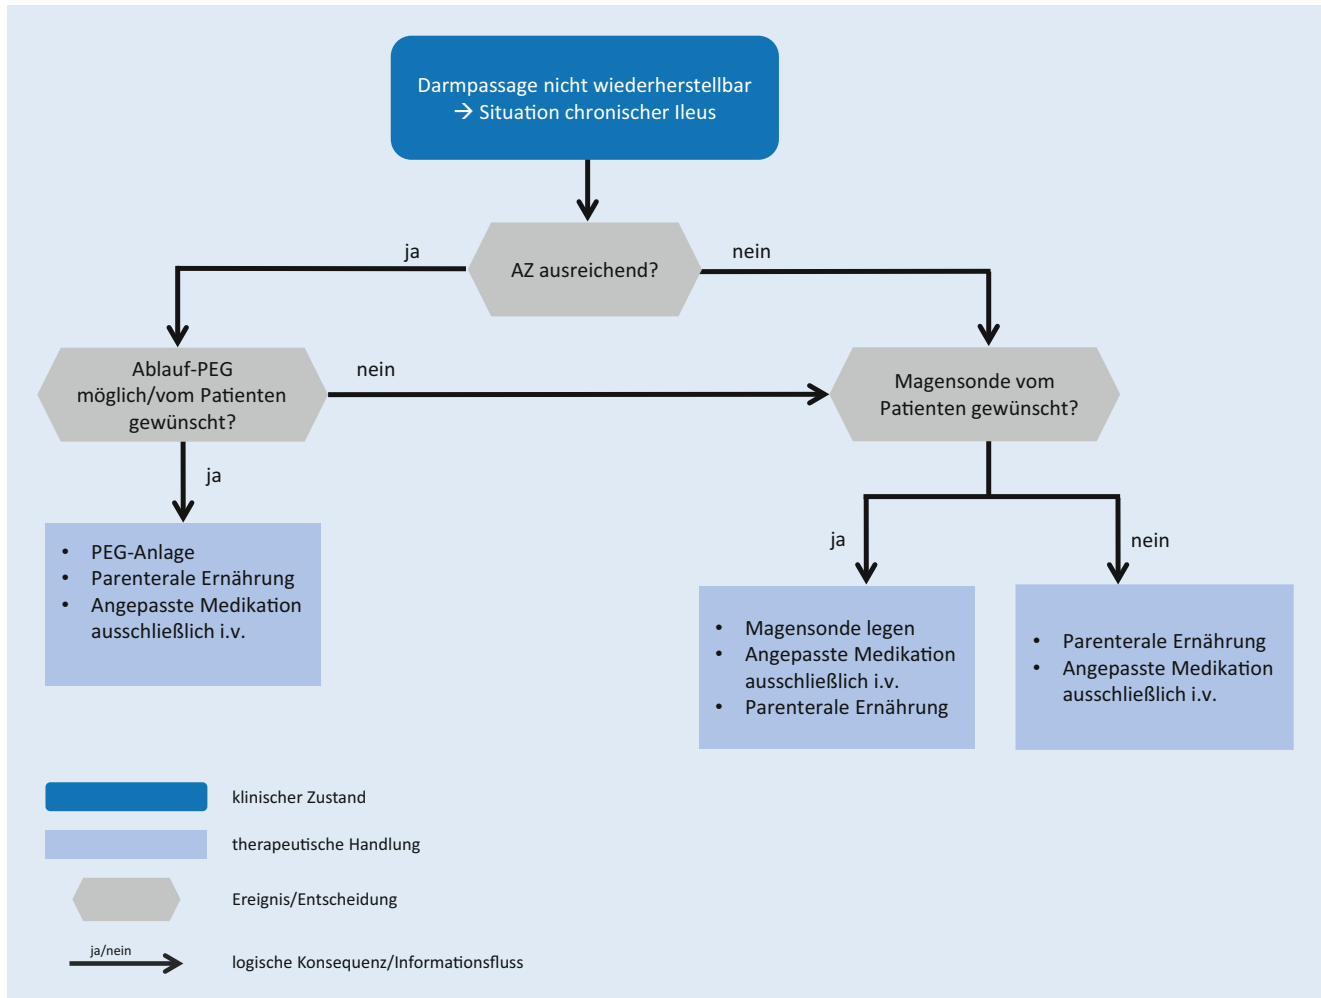 Darmpassage nicht wiederherstellbar
→ Situation chronischer Ileus
ja
AZ ausreichend?
nein
Ablauf-PEG
möglich/vom Patienten
gewünscht?
nein
Magensonde vom
Patienten gewünscht?
ja
• PEG-Anlage
• Parenterale Ernährung
• Angepasste Medikation
ausschließlich i.v.
ja
nein
• Magensonde legen
• Angepasste Medikation
ausschließlich i.v.
• Parenterale Ernährung
• Parenterale Ernährung
• Angepasste Medikation
ausschließlich i.v.
klinischer Zustand
therapeutische Handlung
Ereignis/Entscheidung
ja/nein
logische Konsequenz/Informationsfluss